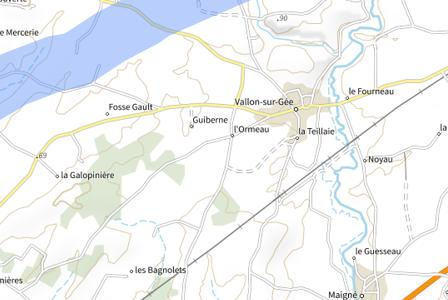 Mercerie
90
Fosse Gault
Vallon-sur-Gée
le Fourneau
Guiberne
l'Ormeau
la Teillaie
89
la Galopinière
Noyau
les Bagnolets
le Guesseau
Maigné